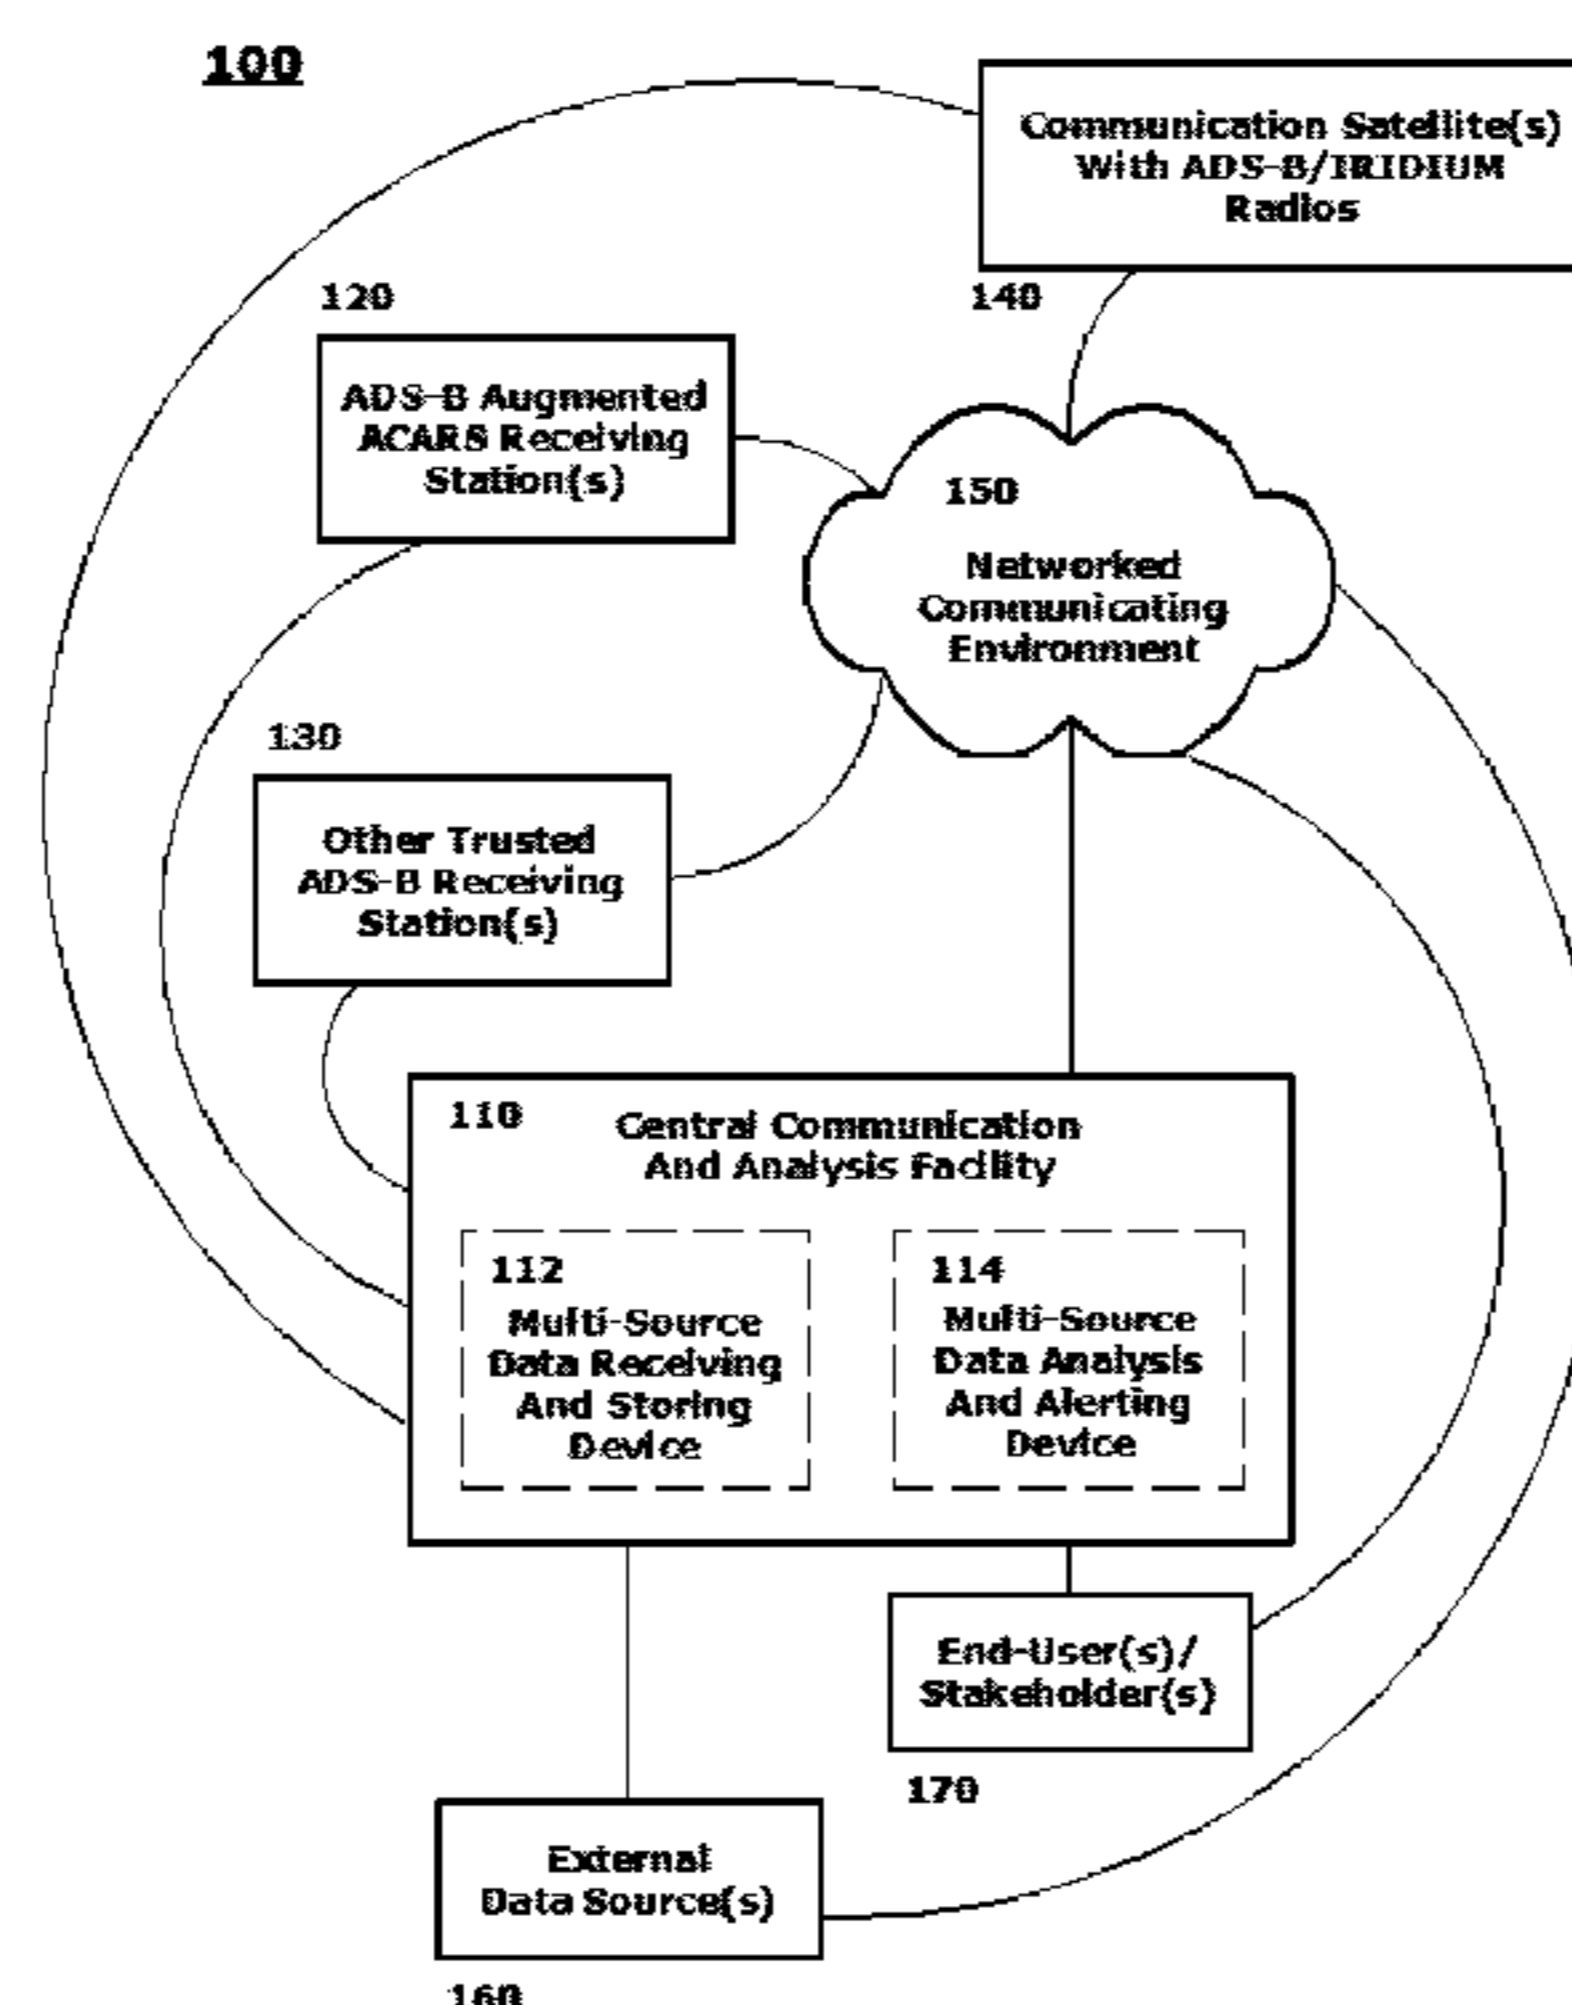 100
Communication Satellite(s)
With ADS-B/IRIDIUM
Radios
140
120
ADS-B Augmented
ACARS Receiving
Station(s)
150
Networked
Communicating
Environment
130
Other Trusted
ADS-B Receiving
Station(s)
110
Central Communication
And Analysis Facility
112
Multi-Source
Data Receiving
And Storing
Device
114
Multi-Source
Data Analysis
And Alerting
Device
End-User(s)/
Stakeholder(s)
170
External
Data Source(s)
160